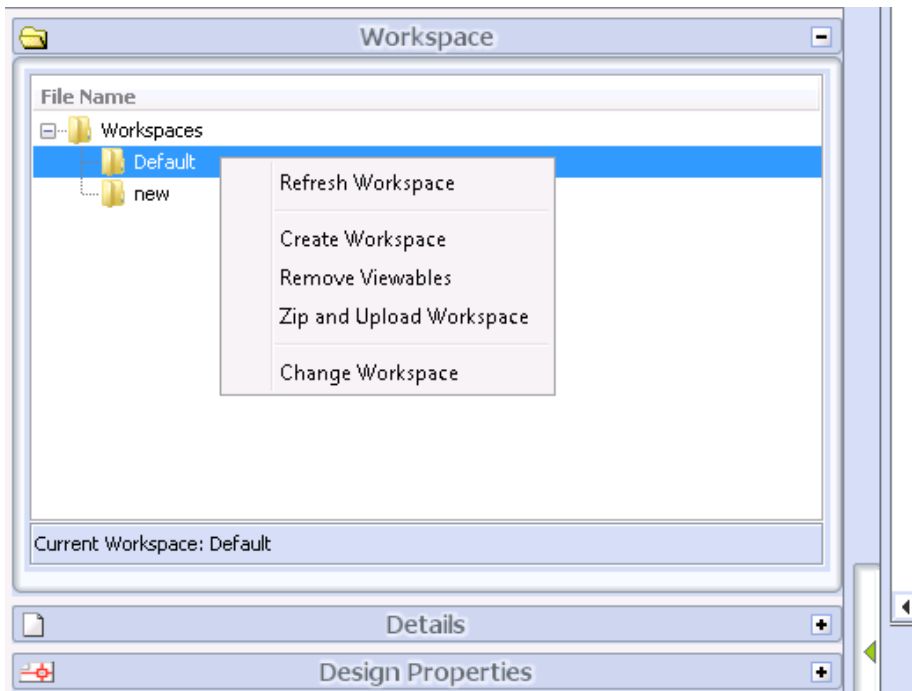 Workspace
File Name
Workspaces
Default
new
Refresh Workspace
Create Workspace
Remove Viewables
Zip and Upload Workspace
Change Workspace
Current Workspace: Default
Details
Design Properties